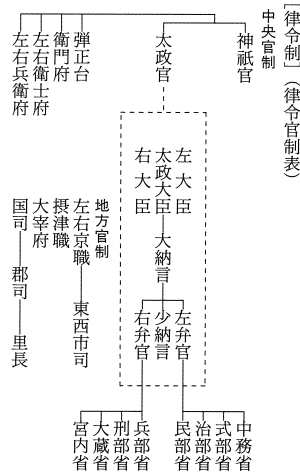 ［律令制］（律令官制表）
中央官制
神祇官
太政官
弾正台
衛門府
左右衛士府
左右兵衛府
左大臣
太政大臣
右大臣
大納言
左弁官
少納言
右弁官
中務省
式部省
治部省
民部省
兵部省
刑部省
大蔵省
宮内省
地方官制
左右京職
東西市司
摂津職
大宰府
国司
郡司
里長